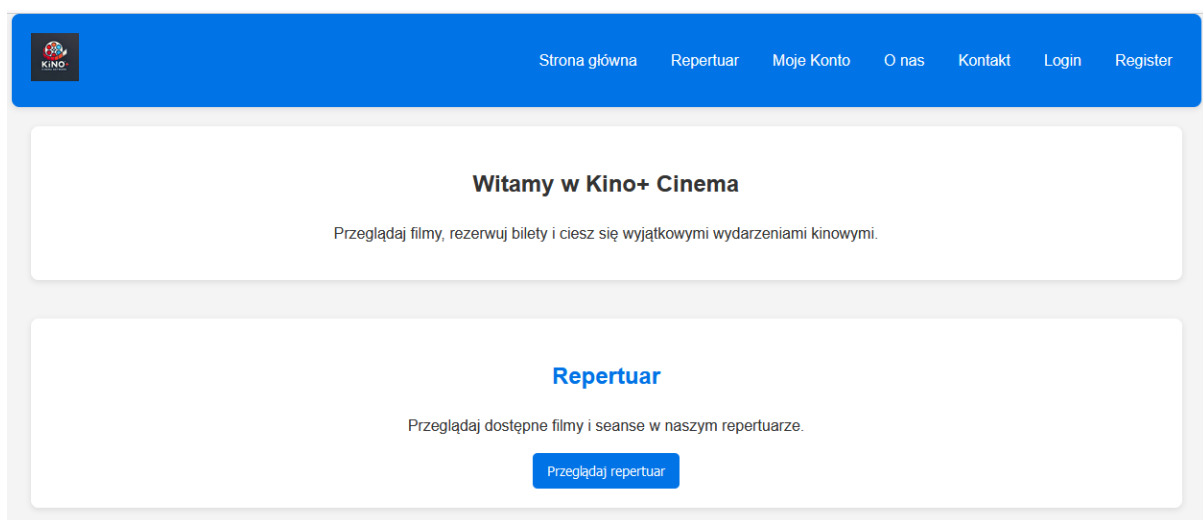 KiNO+
Strona główna Repertuar Moje Konto O nas Kontakt Login Register
Witamy w Kino+ Cinema
Przeglądaj filmy, rezerwuj bilety i ciesz się wyjątkowymi wydarzeniami kinowymi.
Repertuar
Przeglądaj dostępne filmy i seanse w naszym repertuarze.
Przeglądaj repertuar